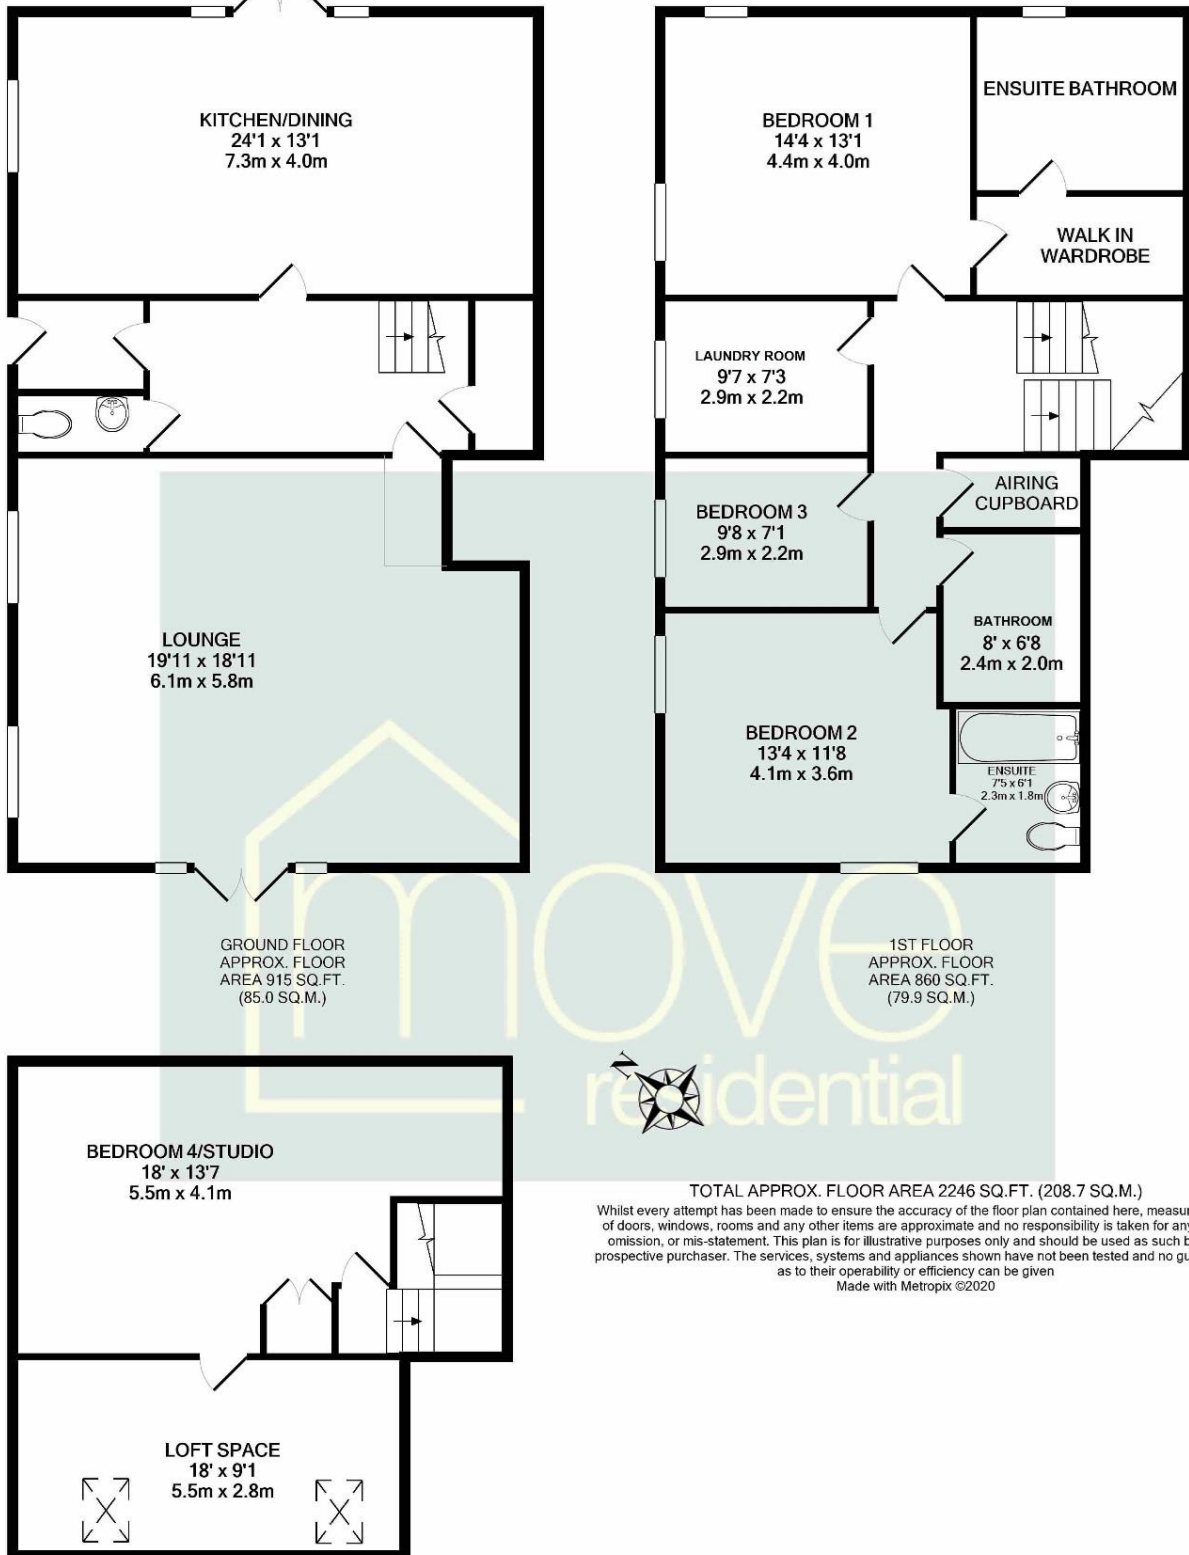 KITCHEN/DINING
24'1 x 13'1
7.3m x 4.0m
LOUNGE
19'11 x 18'11
6.1m x 5.8m
GROUND FLOOR
APPROX. FLOOR
AREA 915 SQ.FT.
(85.0 SQ.M.)
BEDROOM 1
14'4 x 13'1
4.4m x 4.0m
ENSUITE BATHROOM
WALK IN
WARDROBE
LAUNDRY ROOM
9'7 x 7'3
2.9m x 2.2m
BEDROOM 3
9'8 x 7'1
2.9m x 2.2m
AIRING
CUPBOARD
BATHROOM
8' x 6'8
2.4m x 2.0m
BEDROOM 2
13'4 x 11'8
4.1m x 3.6m
ENSUITE
7'5 x 6'1
2.3m x 1.8m
1ST FLOOR
APPROX. FLOOR
AREA 860 SQ.FT.
(79.9 SQ.M.)
move
residential
N
BEDROOM 4/STUDIO
18' x 13'7
5.5m x 4.1m
LOFT SPACE
18' x 9'1
5.5m x 2.8m
TOTAL APPROX. FLOOR AREA 2246 SQ.FT. (208.7 SQ.M.)
Whilst every attempt has been made to ensure the accuracy of the floor plan contained here,
of doors, windows, rooms and any other items are approximate and no responsibility is taken for any
omission, or mis-statement. This plan is for illustrative purposes only and should be used as such
prospective purchaser. The services, systems and appliances shown have not been tested and no
as to their operability or efficiency can be given
Made with Metropix ©2020